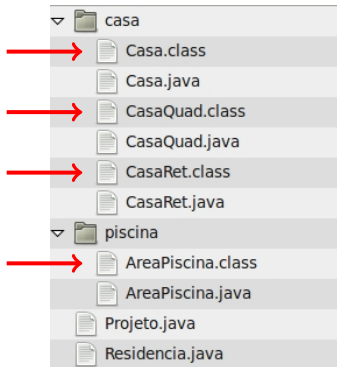 casa
Casa.class
Casa.java
CasaQuad.class
CasaQuad.java
CasaRet.class
CasaRet.java
piscina
AreaPiscina.class
AreaPiscina.java
Projeto.java
Residencia.java